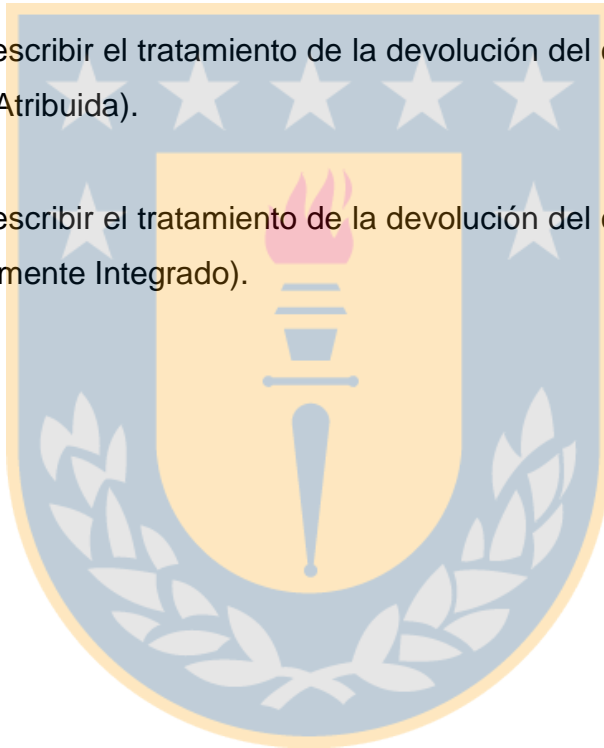 escribir el tratamiento de la devolución del
Atribuida).
escribir el tratamiento de la devolución del
mente Integrado).